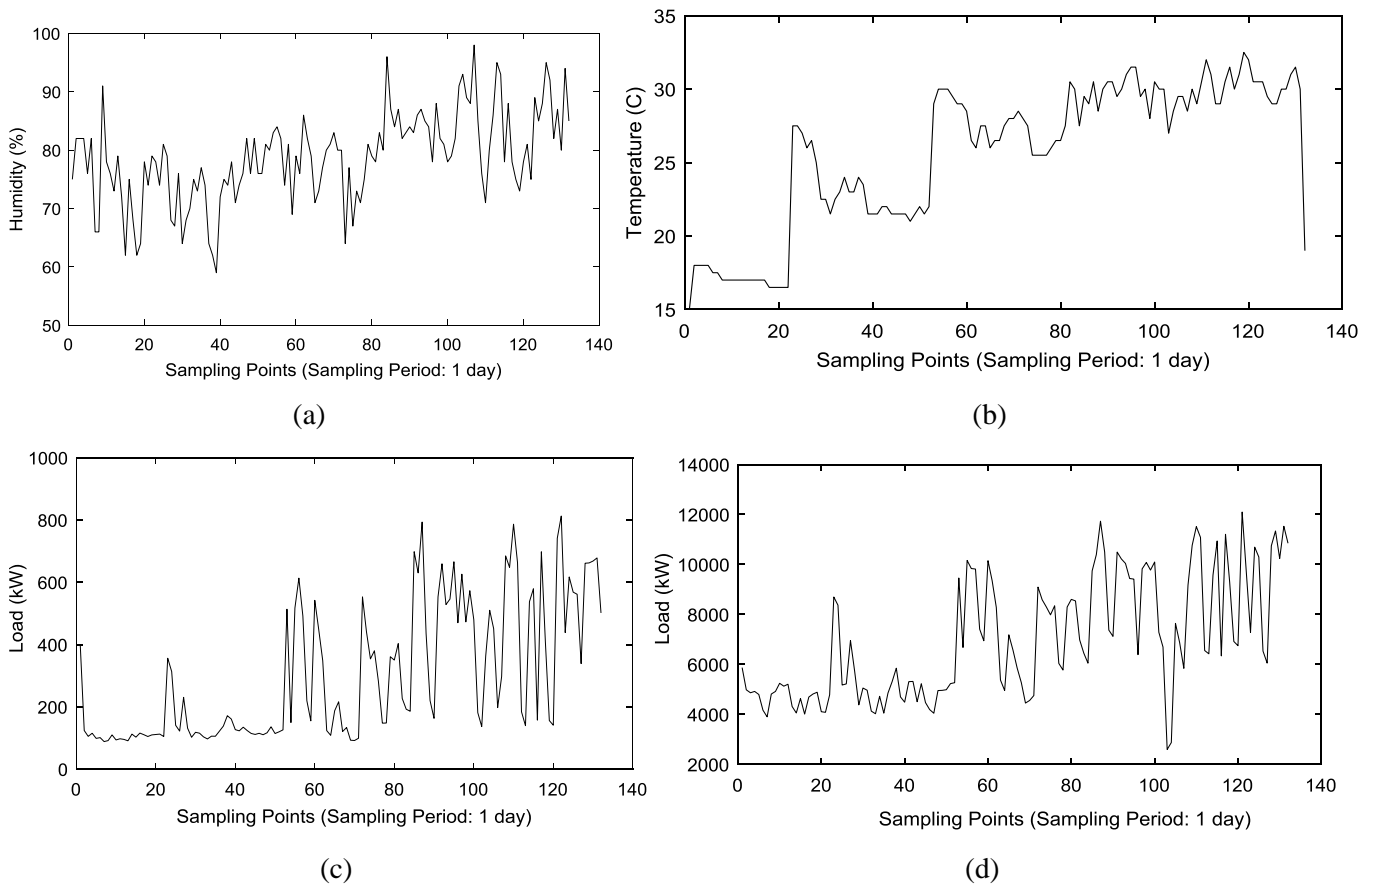 100
90
80
70
60
50
Humidity (%)
0 20 40 60 80 100 120 140
Sampling Points (Sampling Period: 1 day)
(a)
35
30
25
20
15
Temperature (C)
0 20 40 60 80 100 120 140
Sampling Points (Sampling Period: 1 day)
(b)
1000
800
600
400
200
0
Load (kW)
0 20 40 60 80 100 120 140
Sampling Points (Sampling Period: 1 day)
(c)
14000
12000
10000
8000
6000
4000
2000
Load (kW)
0 20 40 60 80 100 120 140
Sampling Points (Sampling Period: 1 day)
(d)